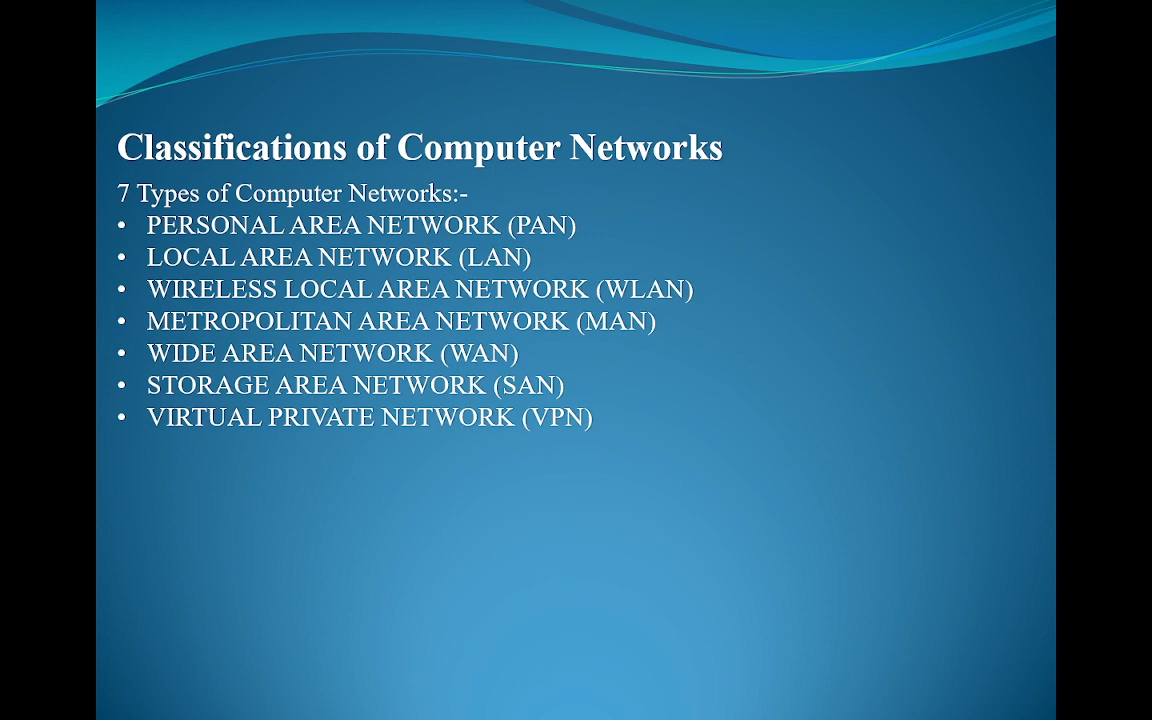 Classifications of Computer Networks
7 Types of Computer Networks:-
• PERSONAL AREA NETWORK (PAN)
• LOCAL AREA NETWORK (LAN)
• WIRELESS LOCAL AREA NETWORK (WLAN)
• METROPOLITAN AREA NETWORK (MAN)
• WIDE AREA NETWORK (WAN)
• STORAGE AREA NETWORK (SAN)
• VIRTUAL PRIVATE NETWORK (VPN)